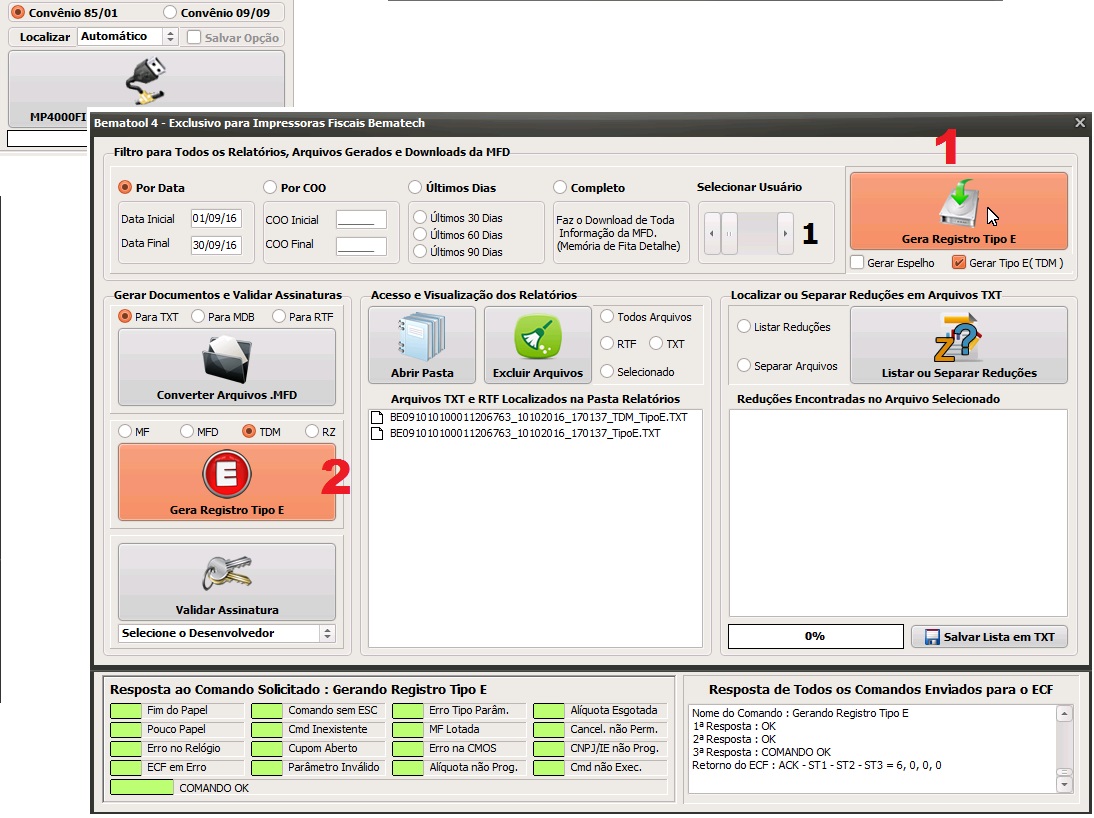 Convênio 85/01
Convênio 09/09
Localizar
Automático
Salvar Opção
MP4000FI
Bematool 4 - Exclusivo para Impressoras Fiscais Bematech
1
Filtro para Todos os Relatórios, Arquivos Gerados e Downloads da MFD
Por Data
Data Inicial 01/09/16
Data Final 30/09/16
Por COO
COO Inicial
COO Final
Últimos Dias
Últimos 30 Dias
Últimos 60 Dias
Últimos 90 Dias
Completo
Faz o Download de Toda
Informação da MFD.
(Memória de Fita Detalhe)
Selecionar Usuário
1
Gera Registro Tipo E
Gerar Espelho
Gerar Tipo E( TDM )
Gerar Documentos e Validar Assinaturas
Para TXT
Para MDB
Para RTF
Converter Arquivos .MFD
MF
MFD
TDM
RZ
E
2
Gera Registro Tipo E
Validar Assinatura
Selecione o Desenvolvedor
Acesso e Visualização dos Relatórios
Abrir Pasta
Excluir Arquivos
Todos Arquivos
RTF
TXT
Selecionado
Arquivos TXT e RTF Localizados na Pasta Relatórios
BE091010100011206763_10102016_170137_TDM_TipoE.TXT
BE091010100011206763_10102016_170137_TipoE.TXT
Localizar ou Separar Reduções em Arquivos TXT
Listar Reduções
Separar Arquivos
Z?
Listar ou Separar Reduções
Reduções Encontradas no Arquivo Selecionado
0%
Salvar Lista em TXT
Resposta ao Comando Solicitado : Gerando Registro Tipo E
Fim do Papel
Comando sem ESC
Erro Tipo Parâm.
Alíquota Esgotada
Pouco Papel
Cmd Inexistente
MF Lotada
Cancel. não Perm.
Erro no Relógio
Cupom Aberto
Erro na CMOS
CNPJ/IE não Prog.
ECF em Erro
Parâmetro Inválido
Alíquota não Prog.
Cmd não Exec.
COMANDO OK
Resposta de Todos os Comandos Enviados para o ECF
Nome do Comando : Gerando Registro Tipo E
1ª Resposta : OK
2ª Resposta : OK
3ª Resposta : COMANDO OK
Retorno do ECF : ACK - ST1 - ST2 - ST3 = 6, 0, 0, 0